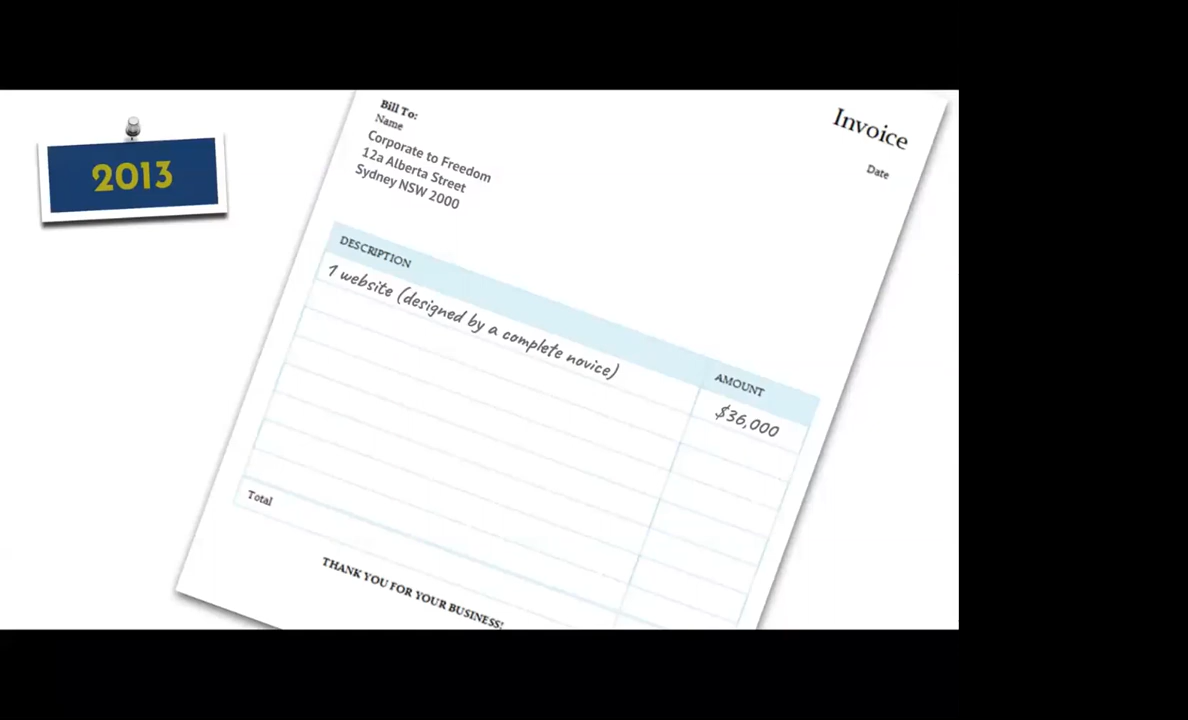 2013
Invoice
Date
Bill To:
Name
Corporate to Freedom
12a Alberta Street
Sydney NSW 2000
DESCRIPTION
AMOUNT
1 website (designed by a complete novice)
$36,000
Total
THANK YOU FOR YOUR BUSINESS!